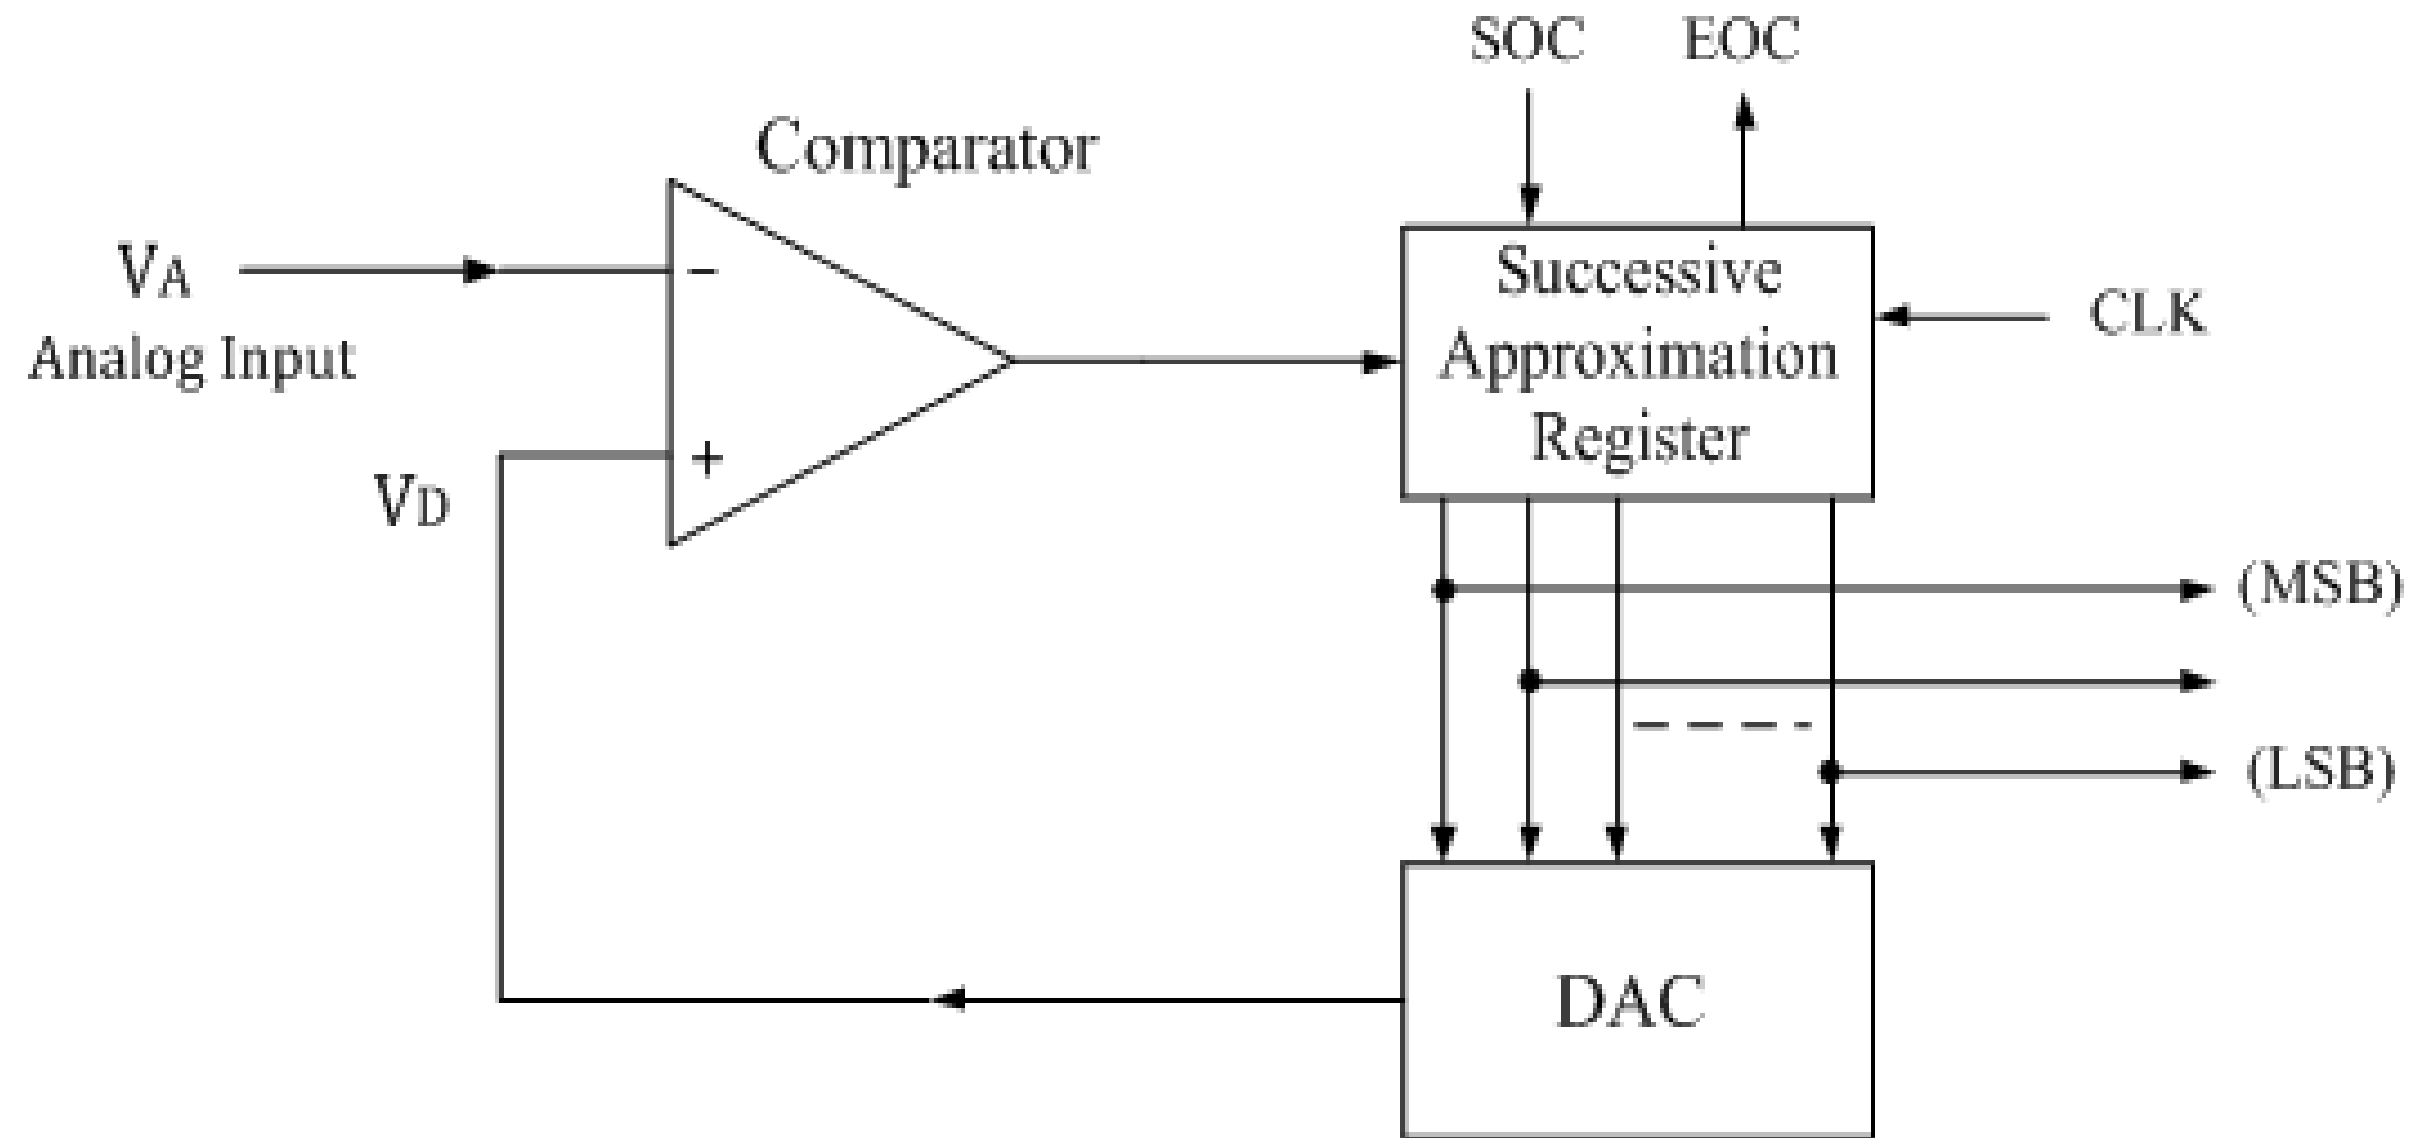 SOC EOC
Comparator
VA
Analog Input
−
+
VD
Successive
Approximation
Register
CLK
(MSB)
(LSB)
DAC